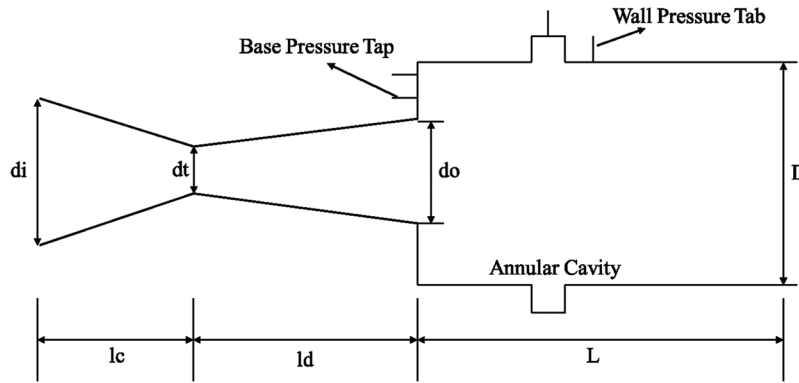 Wall Pressure Tab
Base Pressure Tap
di
dt
do
Annular Cavity
lc
ld
L